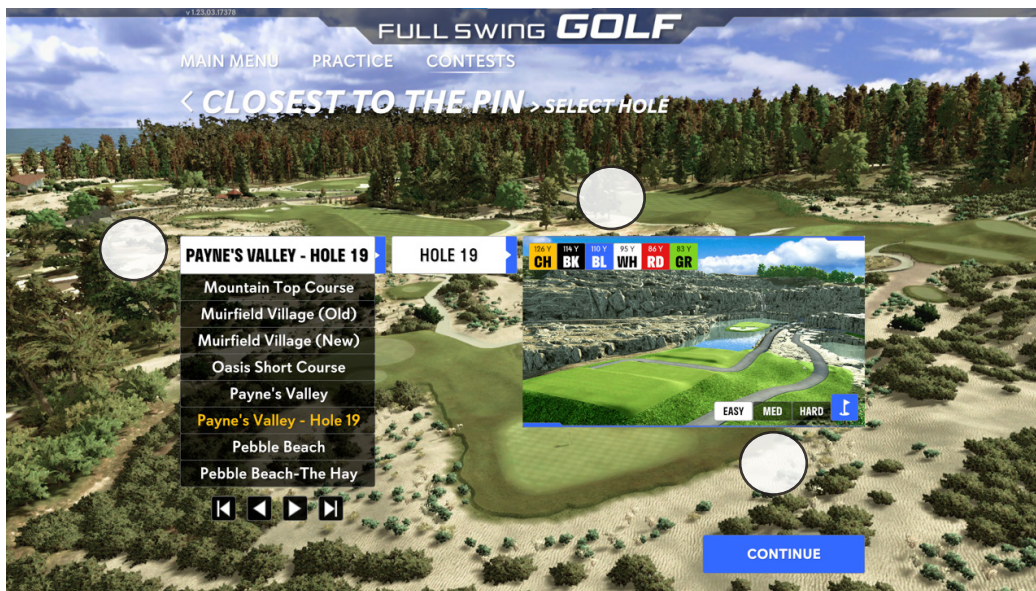 v 1.23.03.17378
FULL SWING GOLF
MAIN MENU PRACTICE CONTESTS
< CLOSEST TO THE PIN > SELECT HOLE
PAYNE'S VALLEY - HOLE 19
HOLE 19
Mountain Top Course
Muirfield Village (Old)
Muirfield Village (New)
Oasis Short Course
Payne's Valley
Payne's Valley - Hole 19
Pebble Beach
Pebble Beach-The Hay
126 Y 114 Y 110 Y 95 Y 86 Y 83 Y
CH BK BL WH RD GR
EASY MED HARD
CONTINUE